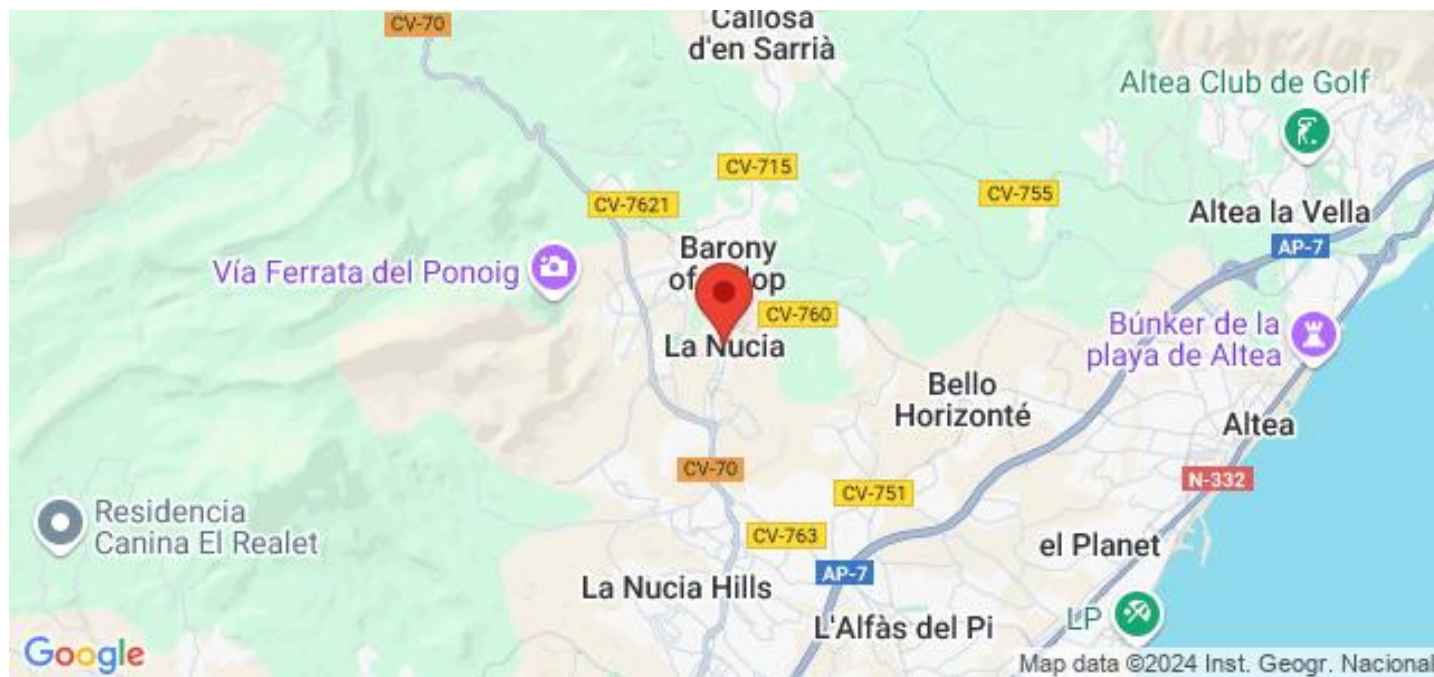 CV-70
Callosa
d'en Sarrià
Altea Club de Golf
CV-715
CV-755
CV-7621
Altea la Vella
AP-7
Barony
Vía Ferrata del Ponoig
CV-760
La Nucia
Búnker de la
playa de Altea
Bello
Horizonté
Altea
CV-70
N-332
CV-751
Residencia
Canina El Realet
CV-763
el Planet
AP-7
La Nucia Hills
L'Alfàs del Pi
LP
Google
Map data ©2024 Inst. Geogr. Nacional